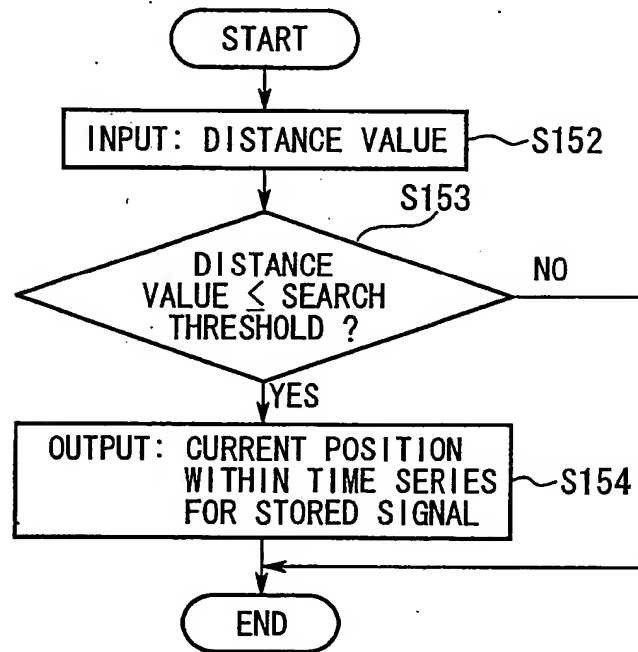 START
INPUT: DISTANCE VALUE
S152
S153
DISTANCE
VALUE ≤ SEARCH
THRESHOLD ?
NO
YES
OUTPUT: CURRENT POSITION
WITHIN TIME SERIES
FOR STORED SIGNAL
S154
END